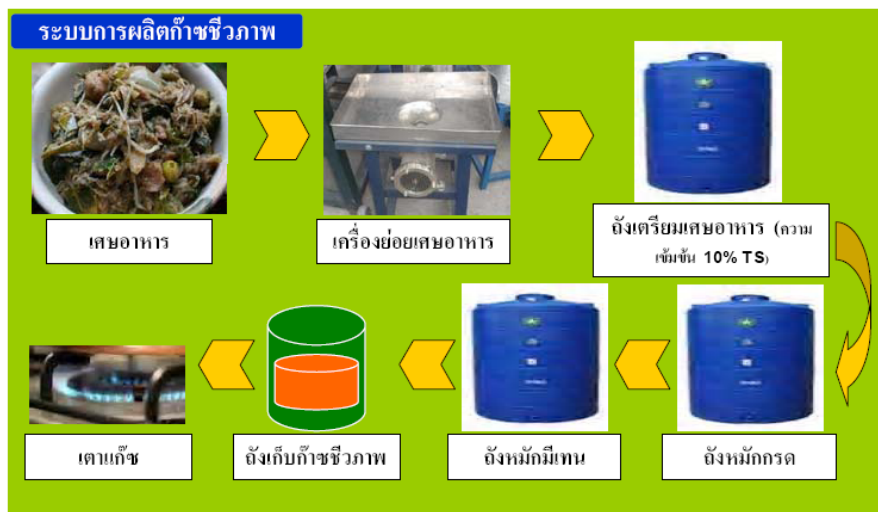 ระบบการผลิตก๊าซชีวภาพ
เศษอาหาร
เครื่องย่อยเศษอาหาร
ถังเตรียมเศษอาหาร (ความ
เข้มข้น 10% TS)
เตาแก๊ซ
ถังเก็บก๊าซชีวภาพ
ถังหมักมีเทน
ถังหมักกรด